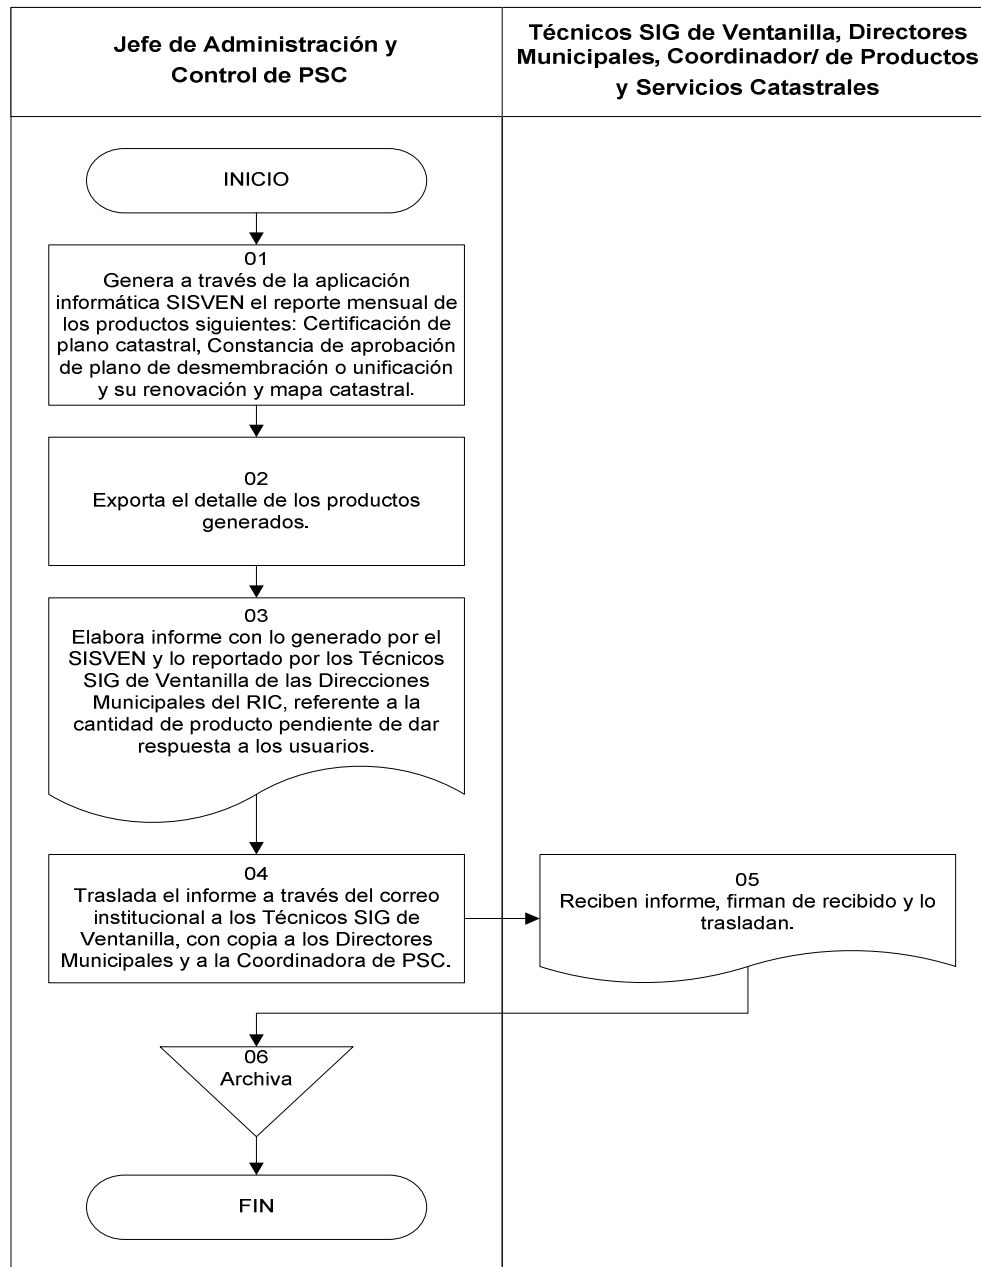 Jefe de Administración y
Control de PSC
Técnicos SIG de Ventanilla, Directores
Municipales, Coordinador/ de Productos
y Servicios Catastrales
INICIO
01
Genera a través de la aplicación
informática SISVEN el reporte mensual de
los productos siguientes: Certificación de
plano catastral, Constancia de aprobación
de plano de desmembración o unificación
y su renovación y mapa catastral.
02
Exporta el detalle de los productos
generados.
03
Elabora informe con lo generado por el
SISVEN y lo reportado por los Técnicos
SIG de Ventanilla de las Direcciones
Municipales del RIC, referente a la
cantidad de producto pendiente de dar
respuesta a los usuarios.
04
Traslada el informe a través del correo
institucional a los Técnicos SIG de
Ventanilla, con copia a los Directores
Municipales y a la Coordinadora de PSC.
05
Reciben informe, firman de recibido y lo
trasladan.
06
Archiva
FIN